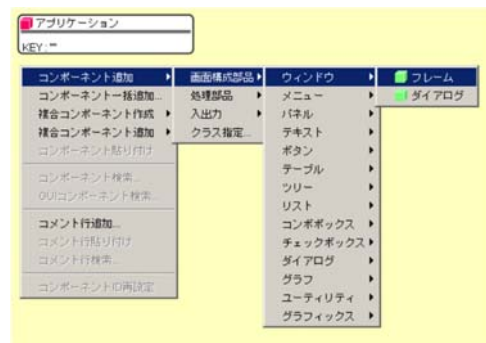 アプリケーション
KEY:""
コンポーネント追加
コンポーネント一括追加...
複合コンポーネント作成
複合コンポーネント追加
コンポーネント貼り付け
コンポーネント検索...
GUIコンポーネント検索...
コメント行追加...
コメント行貼り付け
コメント行検索...
コンポーネントID再設定
画面構成部品
処理部品
入出力
クラス指定...
ウィンドウ
メニュー
パネル
テキスト
ボタン
テーブル
ツリー
リスト
コンボボックス
チェックボックス
ダイアログ
グラフ
ユーティリティ
グラフィックス
フレーム
ダイアログ